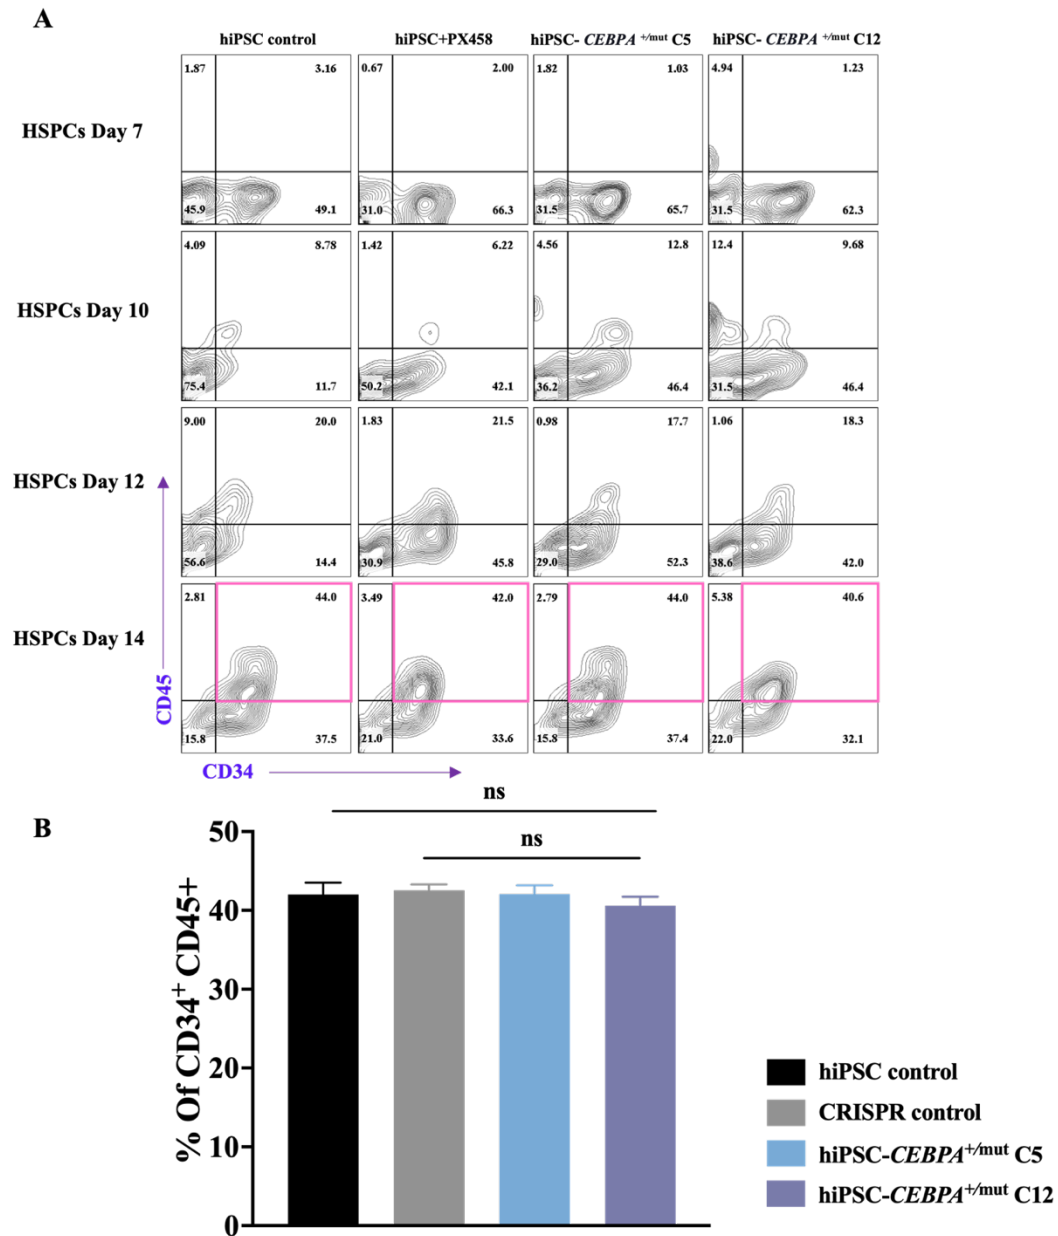 A
hiPSC control hiPSC+PX458 hiPSC- CEBPA +/mut C5 hiPSC- CEBPA +/mut C12
1.87 3.16 0.67 2.00 1.82 1.03 4.94 1.23
HSPCs Day 7
45.9 49.1 31.0 66.3 31.5 65.7 31.5 62.3
4.09 8.78 1.42 6.22 4.56 12.8 12.4 9.68
HSPCs Day 10
75.4 11.7 50.2 42.1 36.2 46.4 31.5 46.4
9.00 20.0 1.83 21.5 0.98 17.7 1.06 18.3
HSPCs Day 12
56.6 14.4 30.9 45.8 29.0 52.3 38.6 42.0
2.81 44.0 3.49 42.0 2.79 44.0 5.38 40.6
HSPCs Day 14
15.8 37.5 21.0 33.6 15.8 37.4 22.0 32.1
CD45
CD34
B
ns
ns
% Of CD34+ CD45+
50
40
30
20
10
0
hiPSC control
CRISPR control
hiPSC-CEBPA+/mut C5
hiPSC-CEBPA+/mut C12